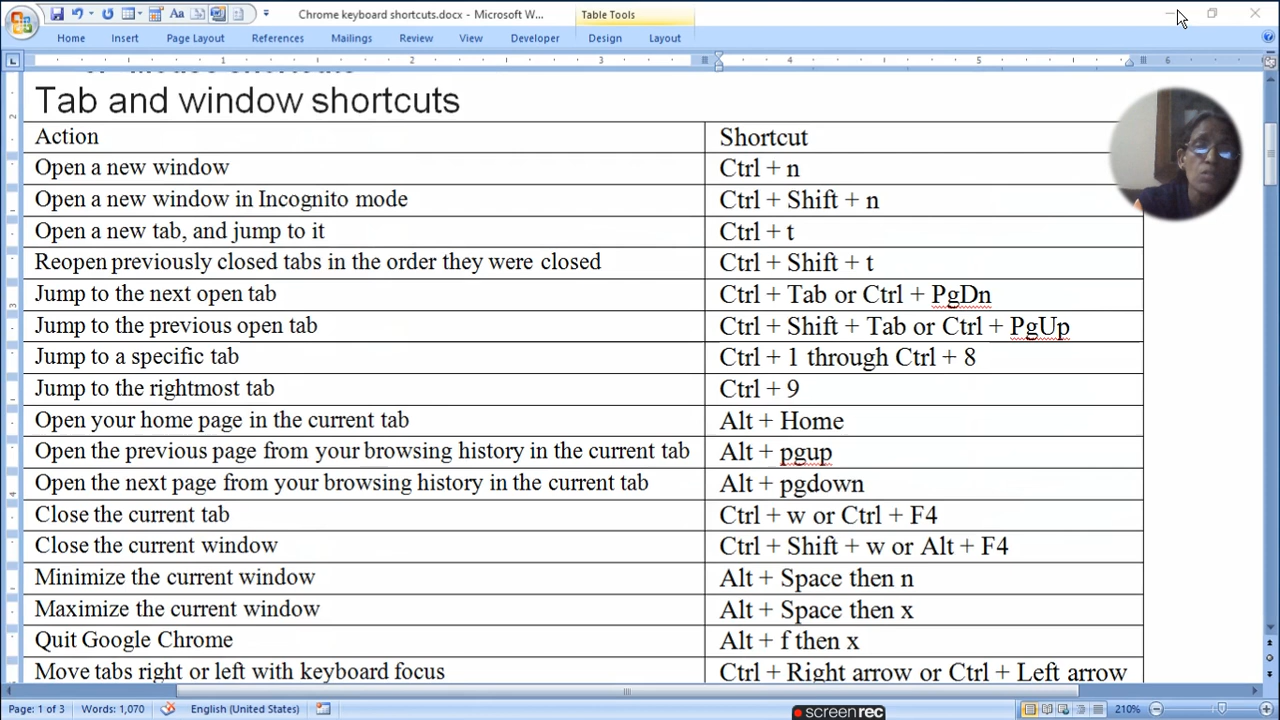 Chrome keyboard shortcuts.docx - Microsoft W...
Table Tools
Home Insert Page Layout References Mailings Review View Developer Design Layout
1 2 3 4 5 6
Tab and window shortcuts
Action Shortcut
Open a new window Ctrl + n
Open a new window in Incognito mode Ctrl + Shift + n
Open a new tab, and jump to it Ctrl + t
Reopen previously closed tabs in the order they were closed Ctrl + Shift + t
Jump to the next open tab Ctrl + Tab or Ctrl + PgDn
Jump to the previous open tab Ctrl + Shift + Tab or Ctrl + PgUp
Jump to a specific tab Ctrl + 1 through Ctrl + 8
Jump to the rightmost tab Ctrl + 9
Open your home page in the current tab Alt + Home
Open the previous page from your browsing history in the current tab Alt + pgup
Open the next page from your browsing history in the current tab Alt + pgdown
Close the current tab Ctrl + w or Ctrl + F4
Close the current window Ctrl + Shift + w or Alt + F4
Minimize the current window Alt + Space then n
Maximize the current window Alt + Space then x
Quit Google Chrome Alt + f then x
Move tabs right or left with keyboard focus Ctrl + Right arrow or Ctrl + Left arrow
Page: 1 of 3 Words: 1,070 English (United States) 210%
screenrec